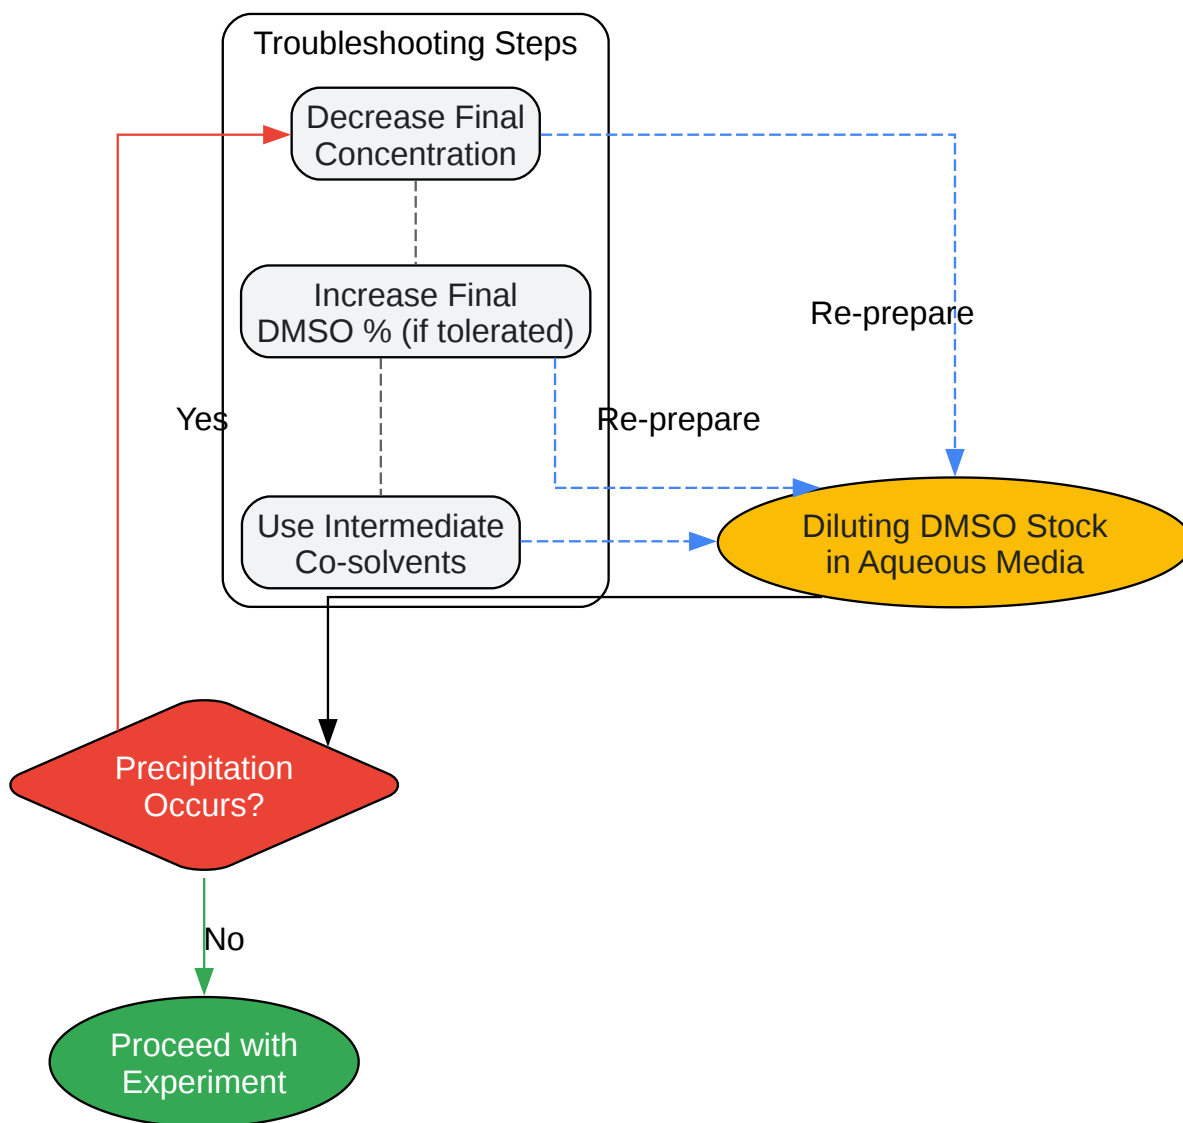 Troubleshooting Steps
Decrease Final
Concentration
Increase Final
DMSO % (if tolerated)
Re-prepare
Yes
Re-prepare
Use Intermediate
Co-solvents
Diluting DMSO Stock
in Aqueous Media
Precipitation
Occurs?
No
Proceed with
Experiment